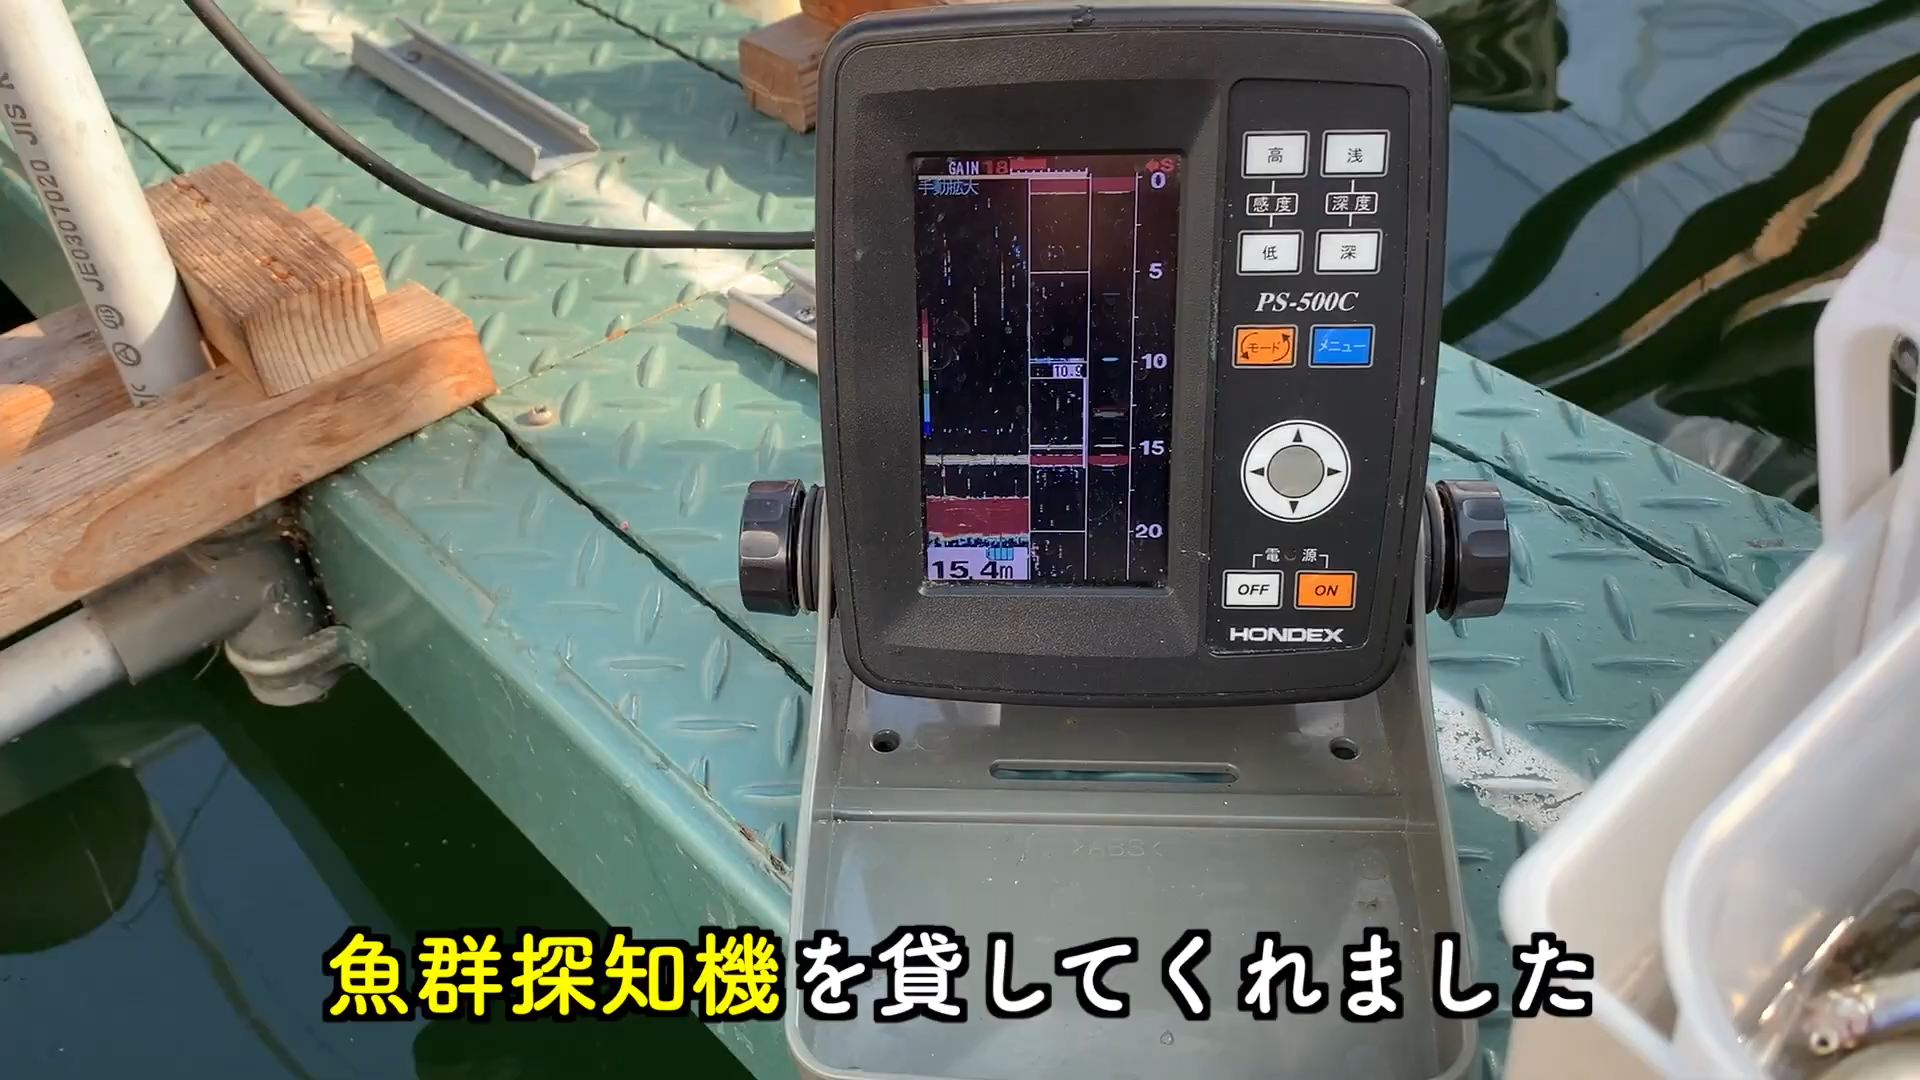 JIS JE0307020
GAIN 18
S
手動拡大
0
5
10
10.9
15
20
15.4m
高
浅
感度
深度
低
深
PS-500C
モード
メニュー
電源
OFF
ON
HONDEX
>ABS<
魚群探知機を貸してくれました